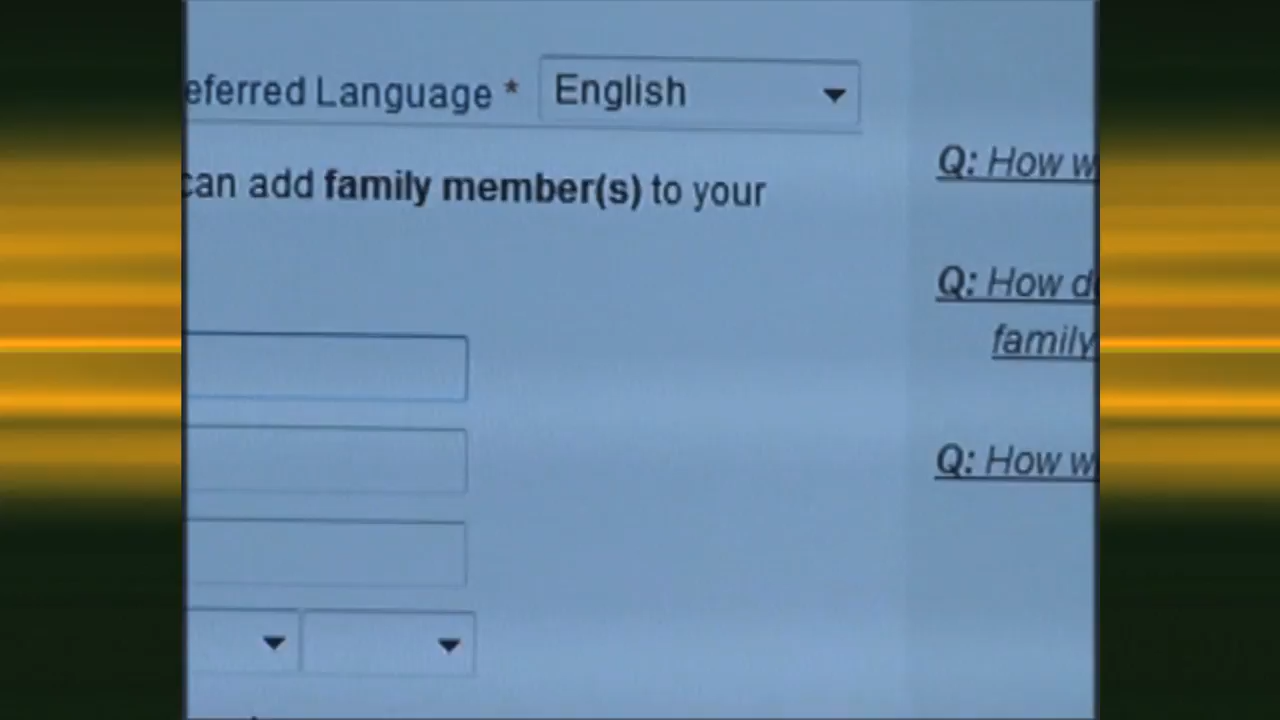 eferred Language * English
can add family member(s) to your
Q: How w
Q: How d
family
Q: How w